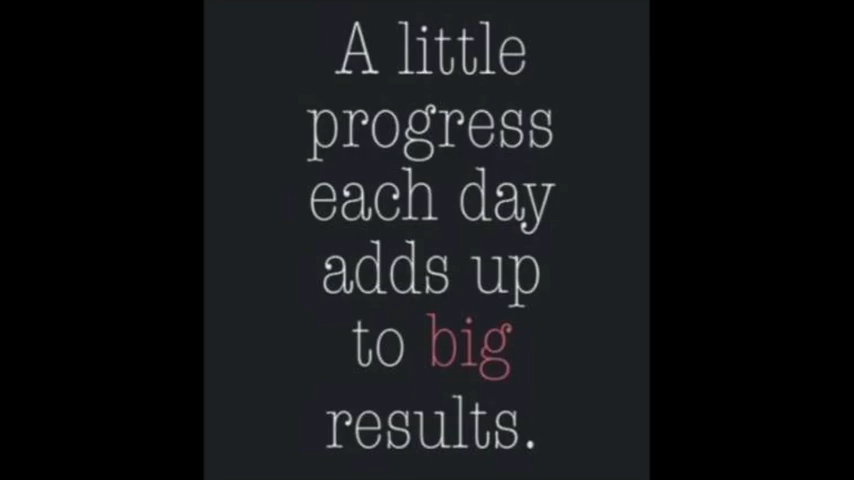 A little
progress
each day
adds up
to big
results.